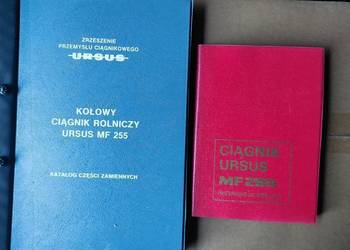 ZRZESZENIE
PRZEMYSŁU CIĄGNIKOWEGO
URSUS
KOŁOWY
CIĄGNIK ROLNICZY
URSUS MF 255
KATALOG CZĘŚCI ZAMIENNYCH
CIĄGNIK
URSUS
MF 255